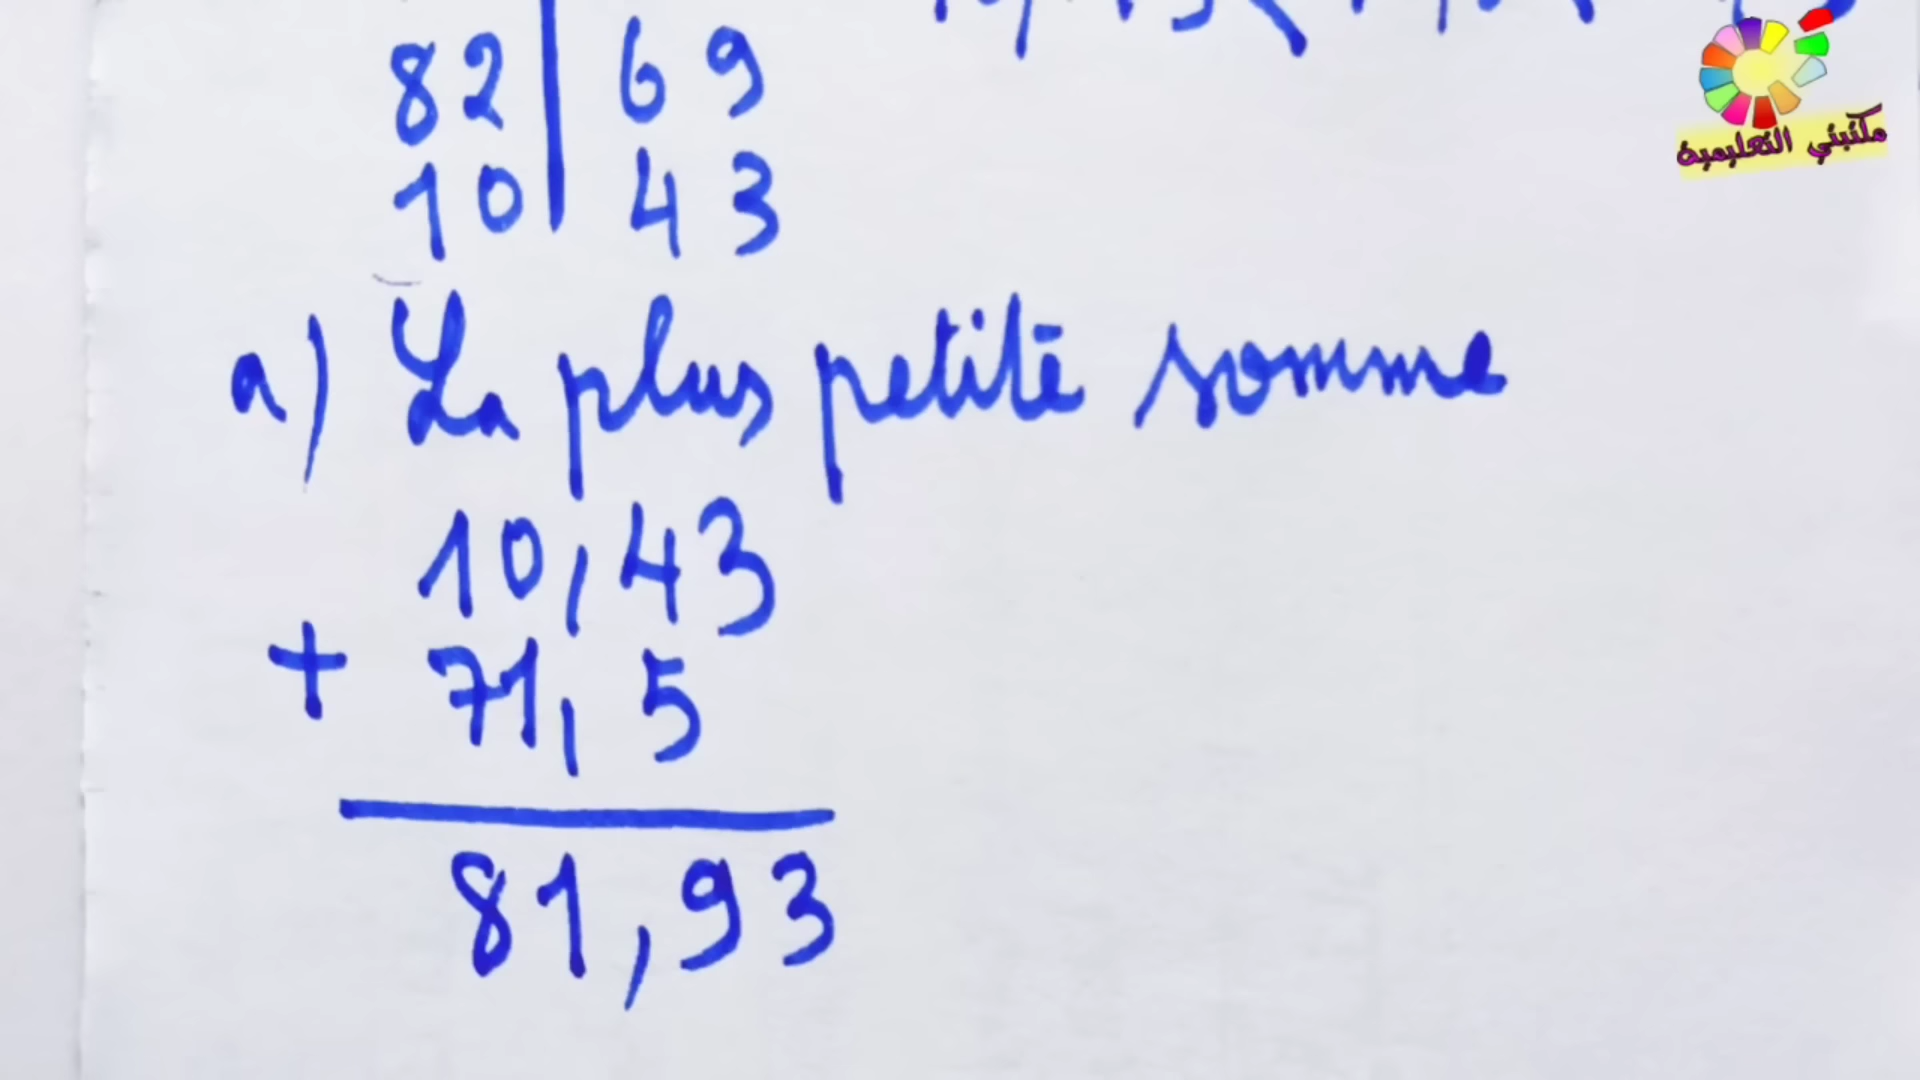 82 | 69
10 | 43
a) La plus petite somme
10,43
+ 71,5
81,93
مكتبتي التعليمية